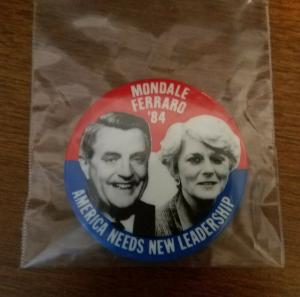 MONDALE
FERRARO
'84
AMERICA NEEDS NEW LEADERSHIP